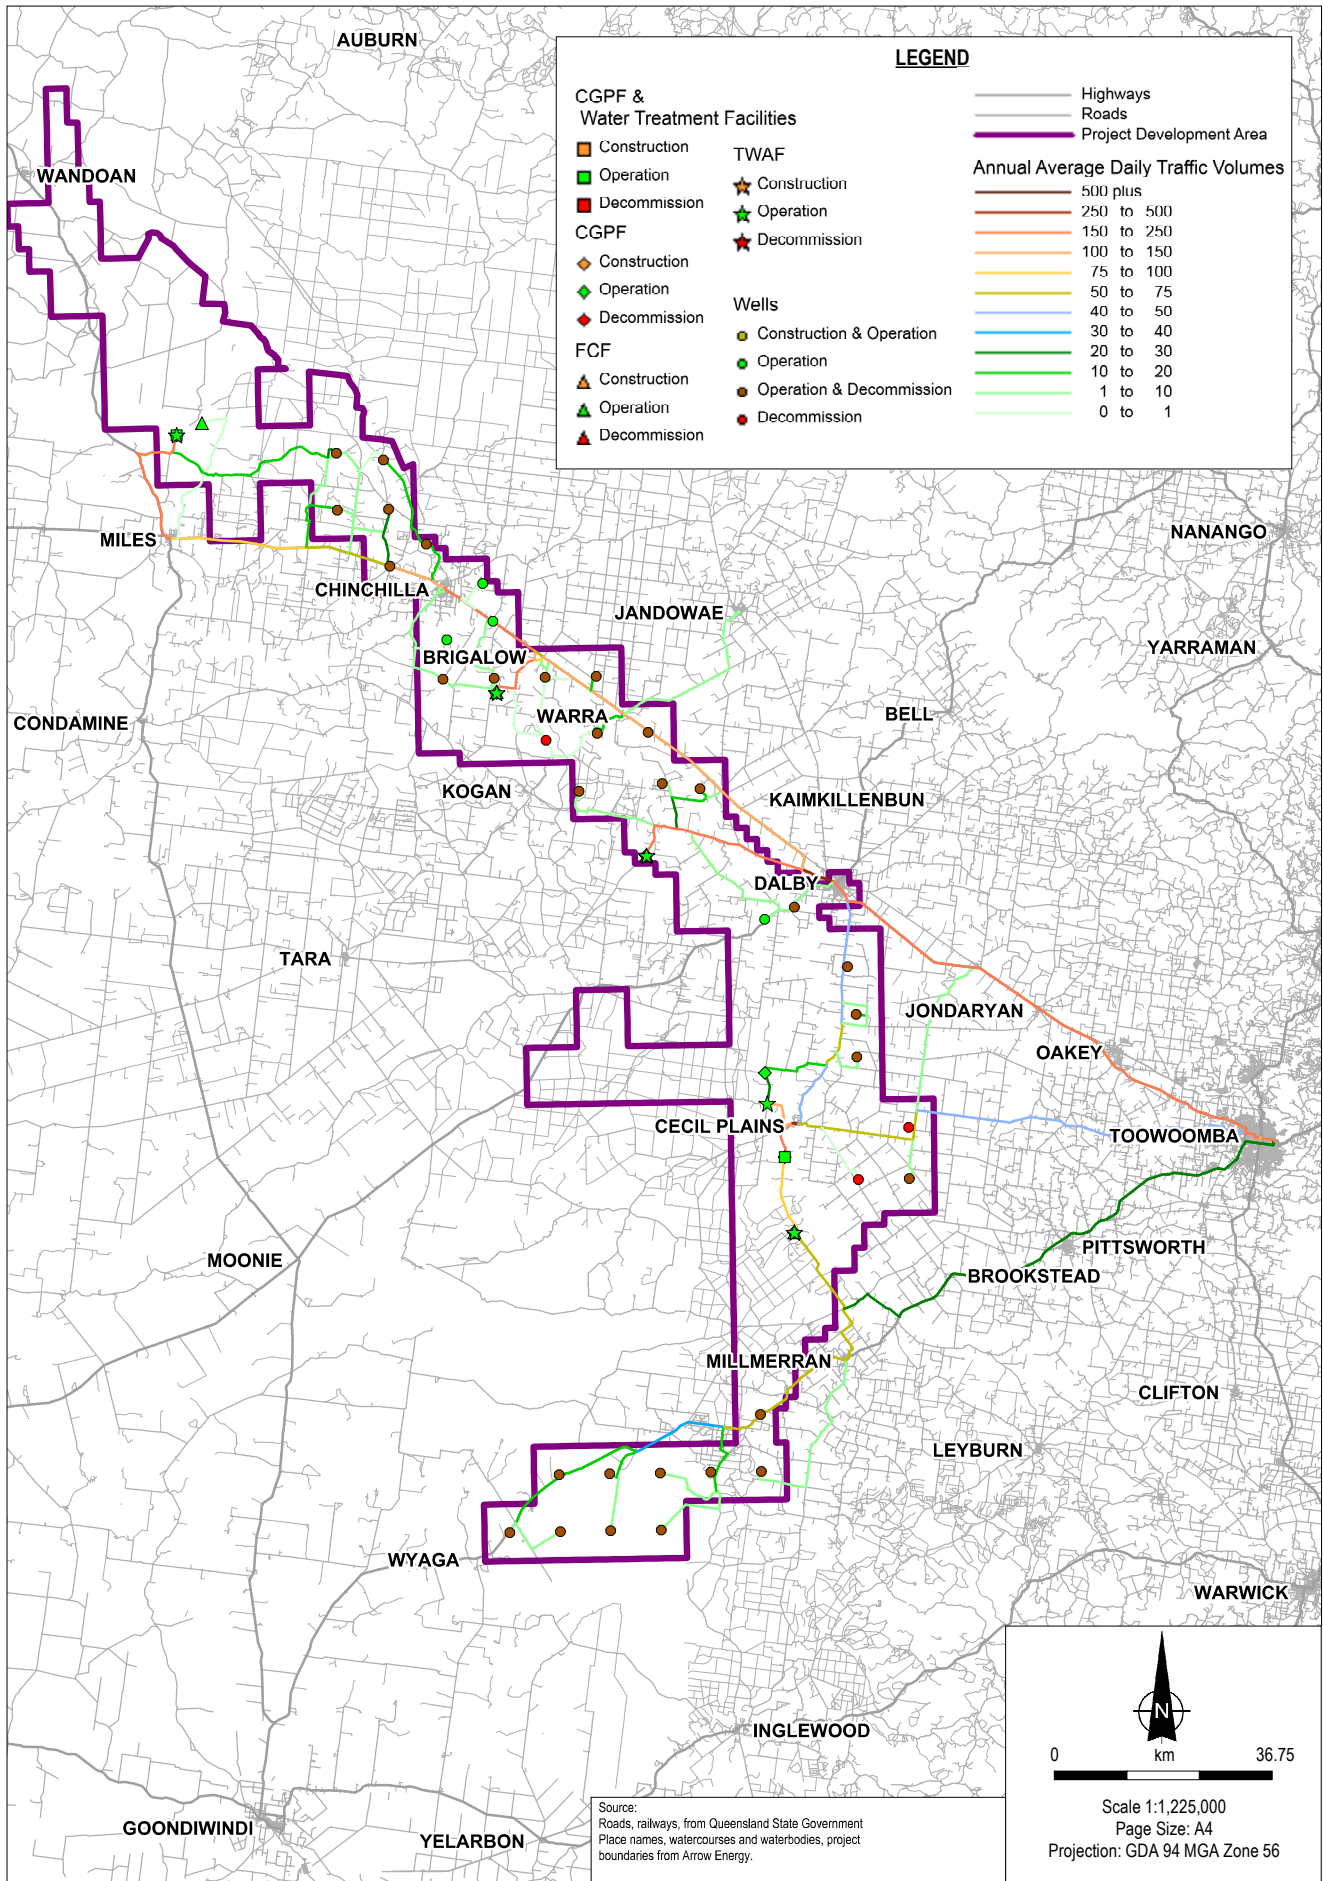 AUBURN
LEGEND
CGPF &
Water Treatment Facilities
Construction
Operation
Decommission
CGPF
Construction
Operation
Decommission
FCF
Construction
Operation
Decommission
TWAF
Construction
Operation
Decommission
Wells
Construction & Operation
Operation
Operation & Decommission
Decommission
Highways
Roads
Project Development Area
Annual Average Daily Traffic Volumes
500 plus
250 to 500
150 to 250
100 to 150
75 to 100
50 to 75
40 to 50
30 to 40
20 to 30
10 to 20
1 to 10
0 to 1
WANDOAN
MILES
NANANGO
CHINCHILLA
JANDOWAE
YARRAMAN
BRIGALOW
CONDAMINE
WARRA
BELL
KOGAN
KAIMKILLENBUN
DALBY
TARA
JONDARYAN
OAKEY
CECIL PLAINS
TOOWOOMBA
MOONIE
PITTSWORTH
BROOKSTEAD
MILLMERRAN
CLIFTON
LEYBURN
WYAGA
WARWICK
INGLEWOOD
GOONDIWINDI
YELARBON
Source:
Roads, railways, from Queensland State Government
Place names, watercourses and waterbodies, project
boundaries from Arrow Energy.
N
0 km 36.75
Scale 1:1,225,000
Page Size: A4
Projection: GDA 94 MGA Zone 56